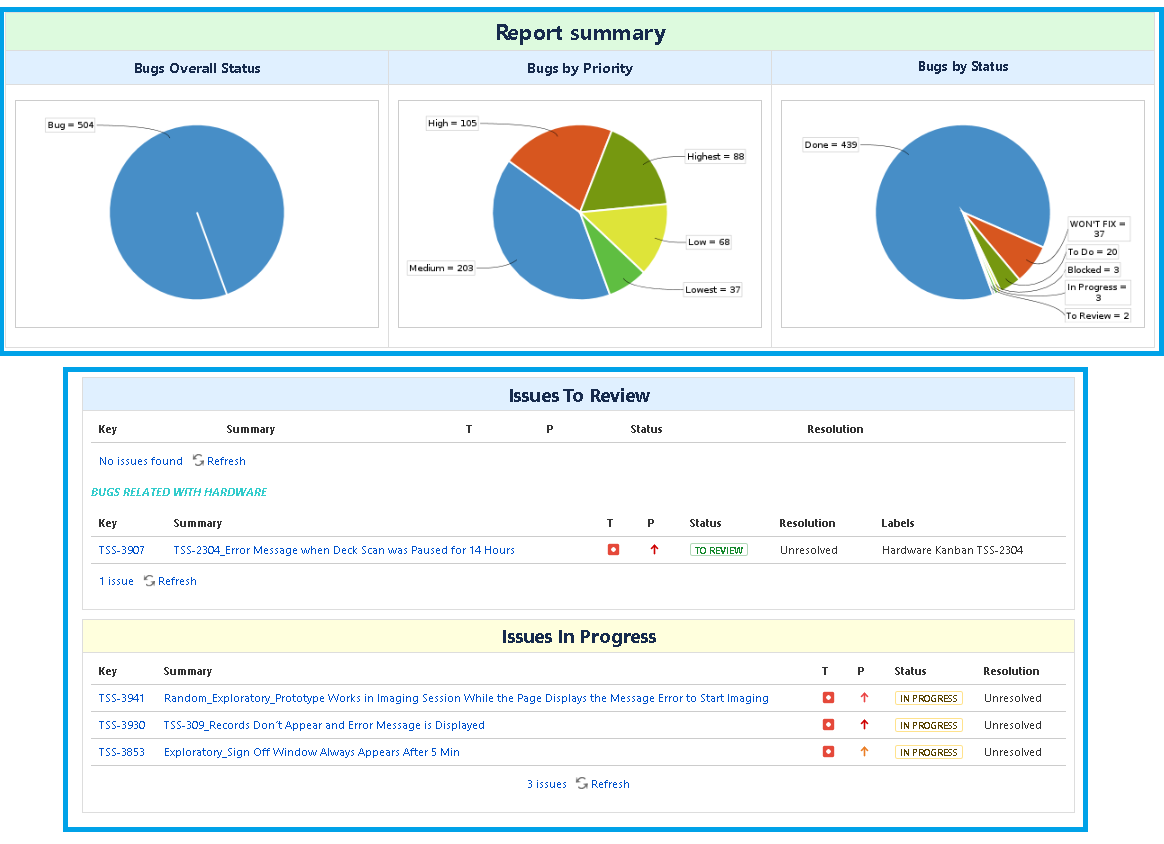 Report summary
Bugs Overall Status
Bugs by Priority
Bugs by Status
Bug = 504
High = 105
Highest = 88
Low = 68
Medium = 203
Lowest = 37
Done = 439
WON'T FIX =
37
To Do = 20
Blocked = 3
In Progress =
3
To Review = 2
Issues To Review
Key Summary T P Status Resolution
No issues found Refresh
BUGS RELATED WITH HARDWARE
Key Summary T P Status Resolution Labels
TSS-3907 TSS-2304_Error Message when Deck Scan was Paused for 14 Hours TO REVIEW Unresolved Hardware Kanban TSS-2304
1 issue Refresh
Issues In Progress
Key Summary T P Status Resolution
TSS-3941 Random_Exploratory_Prototype Works in Imaging Session While the Page Displays the Message Error to Start Imaging IN PROGRESS Unresolved
TSS-3930 TSS-309_Records Don't Appear and Error Message is Displayed IN PROGRESS Unresolved
TSS-3853 Exploratory_Sign Off Window Always Appears After 5 Min IN PROGRESS Unresolved
3 issues Refresh